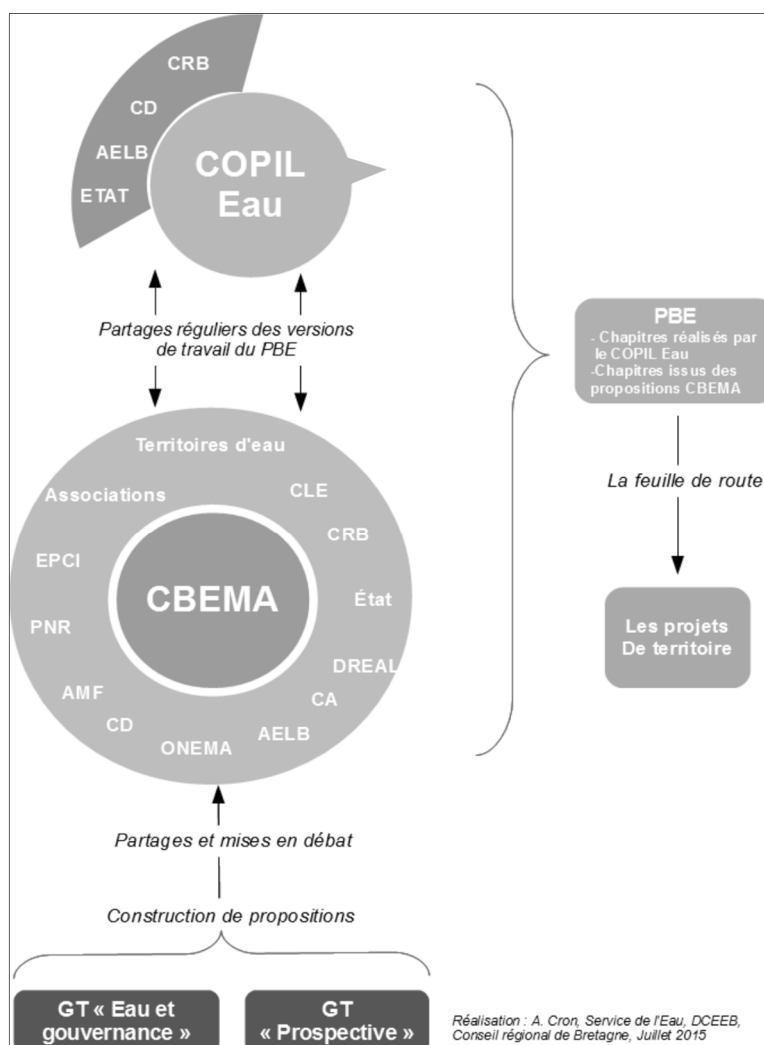 CRB
CD
AELB
ETAT
COPIL
Eau
Partages réguliers des versions
de travail du PBE
Territoires d'eau
Associations
CLE
CRB
EPCI
État
PNR
DREAL
AMF
CA
CD
AELB
ONEMA
CBEMA
PBE
- Chapitres réalisés par
le COPIL Eau
-Chapitres issus des
propositions CBEMA
La feuille de route
Les projets
De territoire
Partages et mises en débat
Construction de propositions
GT « Eau et
gouvernance »
GT
« Prospective »
Réalisation : A. Cron, Service de l'Eau, DCEEB,
Conseil régional de Bretagne, Juillet 2015